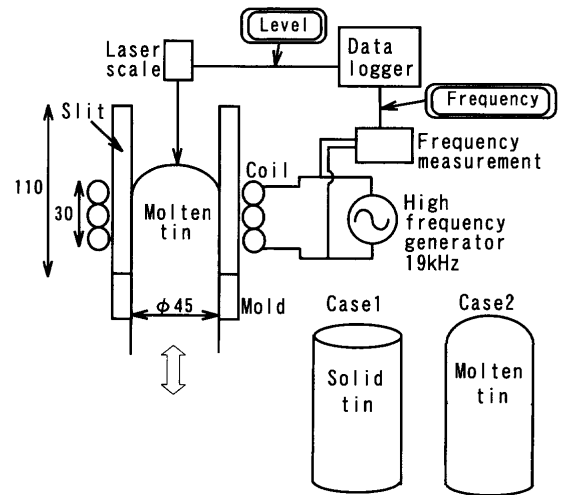 Level
Laser
scale
Data
logger
Frequency
Slit
Frequency
measurement
Coil
110
30
Molten
tin
High
frequency
generator
19kHz
φ45
Mold
Case1
Case2
Solid
tin
Molten
tin